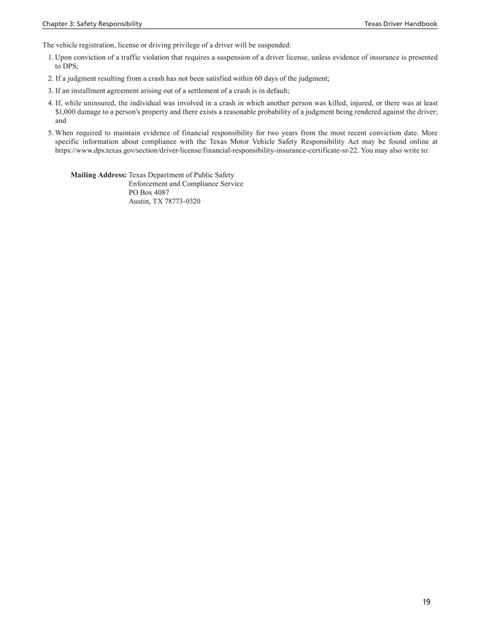 Chapter 3: Safety Responsibility Texas Driver Handbook
The vehicle registration, license or driving privilege of a driver will be suspended:
1. Upon conviction of a traffic violation that requires a suspension of a driver license, unless evidence of insurance is presented
to DPS;
2. If a judgment resulting from a crash has not been satisfied within 60 days of the judgment;
3. If an installment agreement arising out of a settlement of a crash is in default;
4. If, while uninsured, the individual was involved in a crash in which another person was killed, injured, or there was at least
$1,000 damage to a person's property and there exists a reasonable probability of a judgment being rendered against the driver;
and
5. When required to maintain evidence of financial responsibility for two years from the most recent conviction date. More
specific information about compliance with the Texas Motor Vehicle Safety Responsibility Act may be found online at
https://www.dps.texas.gov/section/driver-license/financial-responsibility-insurance-certificate-sr-22. You may also write to:
Mailing Address: Texas Department of Public Safety
Enforcement and Compliance Service
PO Box 4087
Austin, TX 78773-0320
19